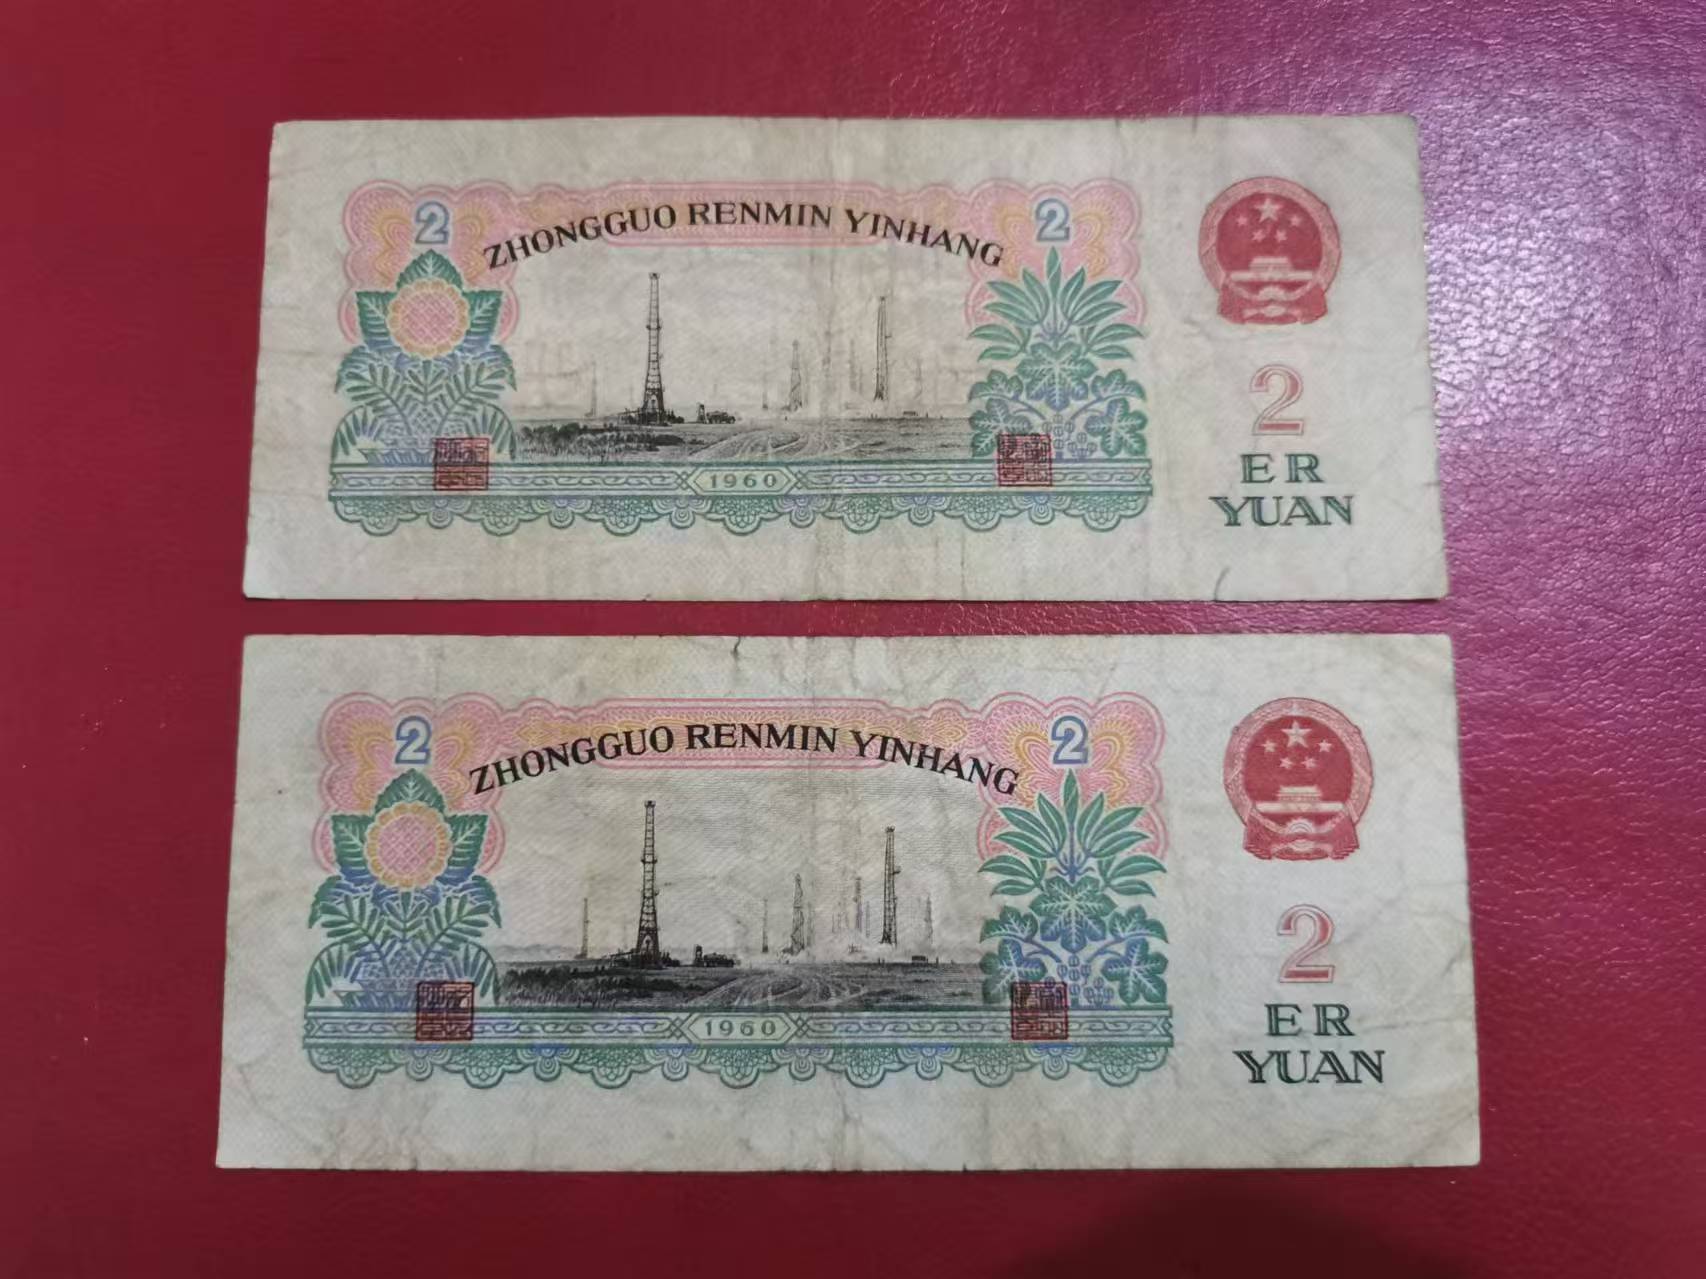 2 ZHONGGUO RENMIN YINHANG 2
2
ER
YUAN
1960
2 ZHONGGUO RENMIN YINHANG 2
2
ER
YUAN
1960